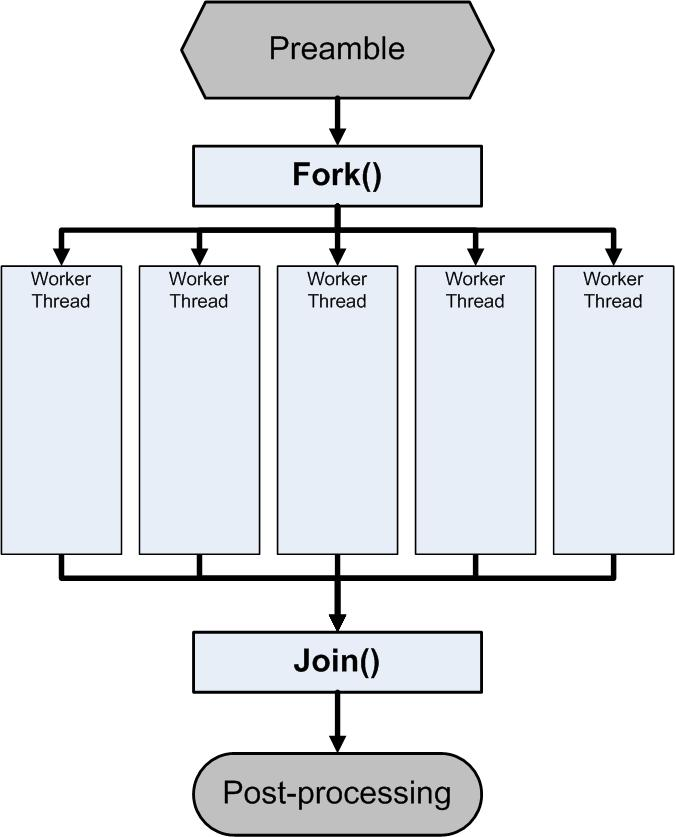 Preamble
Fork()
Worker
Thread
Worker
Thread
Worker
Thread
Worker
Thread
Worker
Thread
Join()
Post-processing